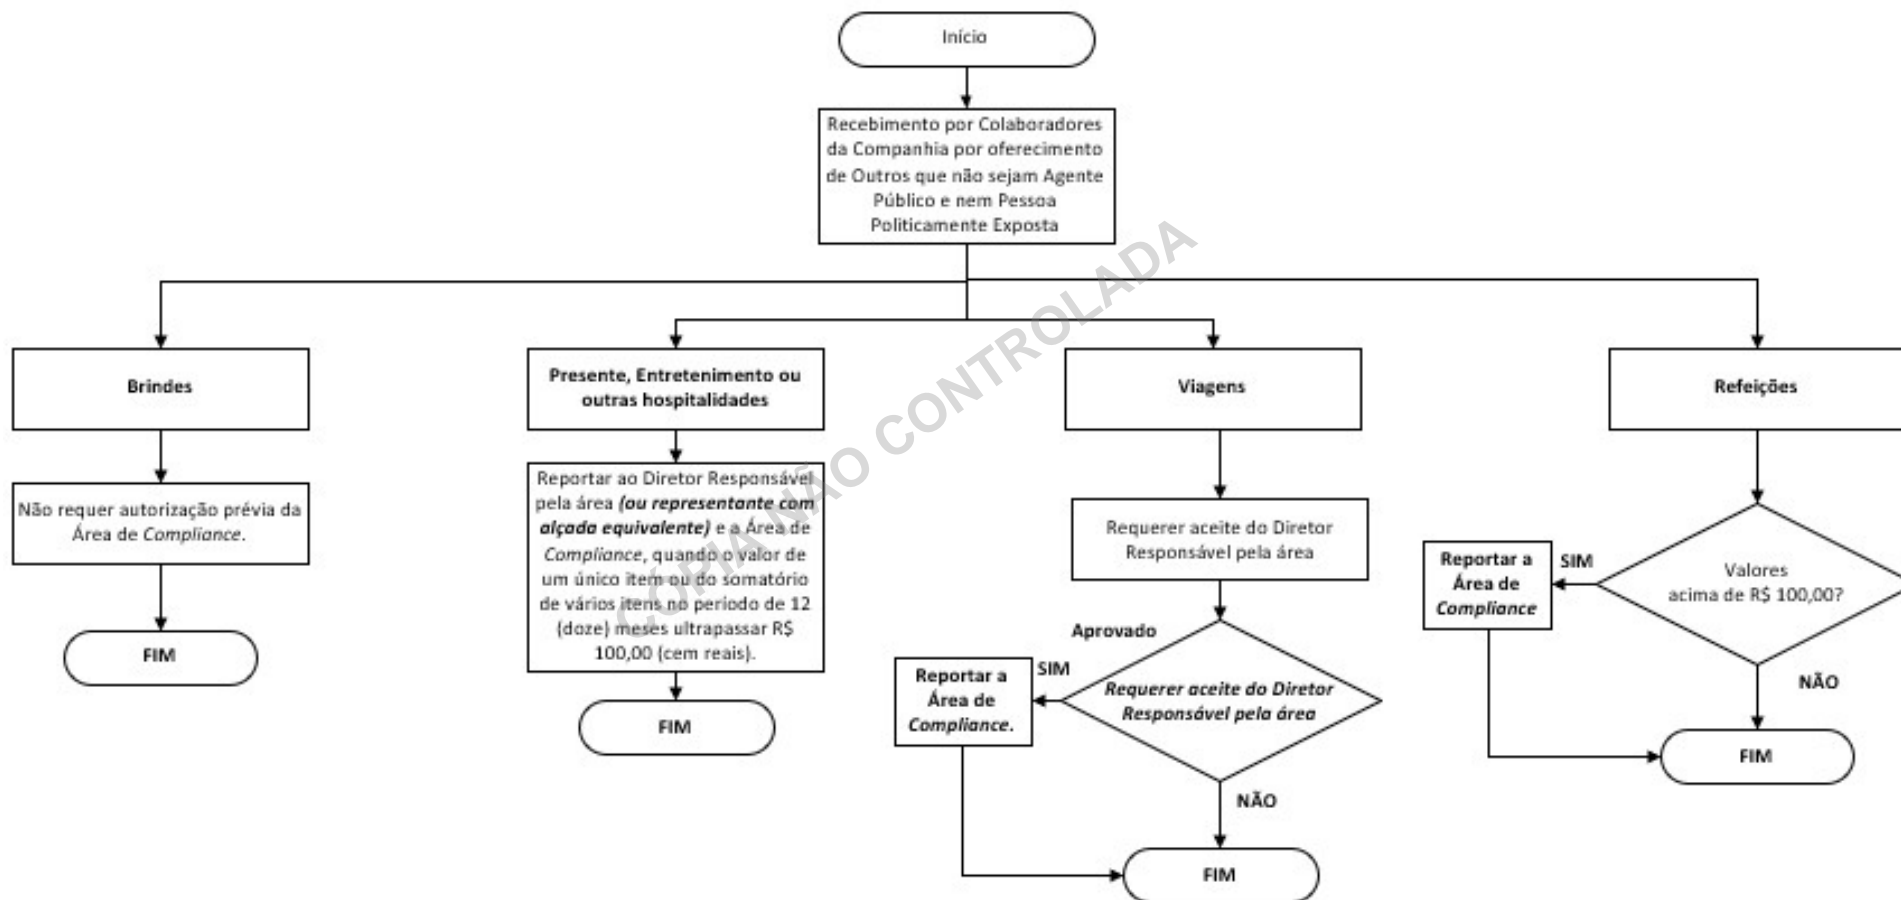 Início
Recebimento por Colaboradores
da Companhia por oferecimento
de Outros que não sejam Agente
Público e nem Pessoa
Politicamente Exposta
Brindes
Não requer autorização prévia da
Área de Compliance.
FIM
Presente, Entretenimento ou
outras hospitalidades
Reportar ao Diretor Responsável
pela área (ou representante com
alçada equivalente) e a Área de
Compliance, quando o valor de
um único item ou do somatório
de vários itens no período de 12
(doze) meses ultrapassar R$
100,00 (cem reais).
FIM
Viagens
Requerer aceite do Diretor
Responsável pela área
Aprovado
SIM
Requerer aceite do Diretor
Responsável pela área
Reportar a
Área de
Compliance.
NÃO
FIM
Refeições
Valores
acima de R$ 100,00?
SIM
Reportar a
Área de
Compliance
NÃO
FIM
CÓPIA NÃO CONTROLADA